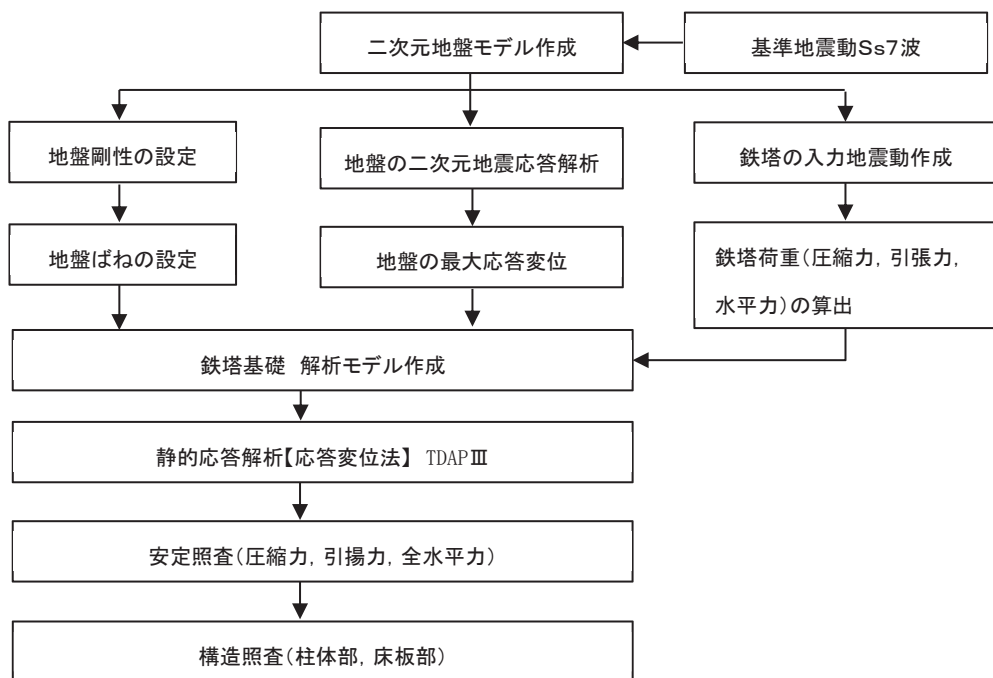 二次元地盤モデル作成
基準地震動Ss7波
地盤剛性の設定
地盤の二次元地震応答解析
鉄塔の入力地震動作成
地盤ばねの設定
地盤の最大応答変位
鉄塔荷重(圧縮力，引張力，
水平力)の算出
鉄塔基礎　解析モデル作成
静的応答解析【応答変位法】 TDAPⅢ
安定照査(圧縮力，引揚力，全水平力)
構造照査(柱体部，床板部)